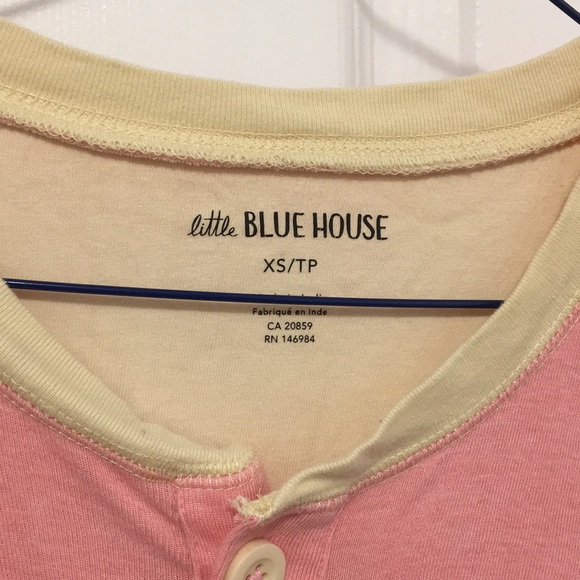 little BLUE HOUSE
XS/TP
Fabriqué en Inde
CA 20859
RN 146984